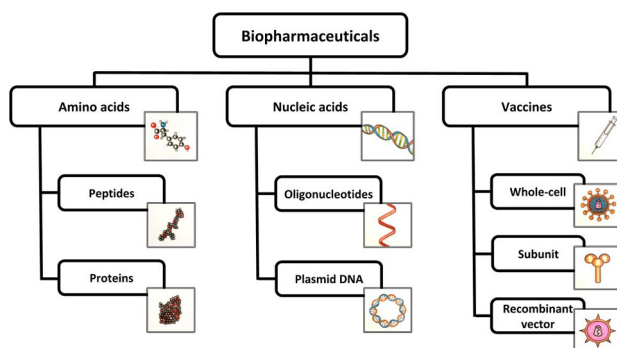 Biopharmaceuticals
Amino acids
Nucleic acids
Vaccines
Peptides
Oligonucleotides
Whole-cell
Proteins
Plasmid DNA
Subunit
Recombinant
vector